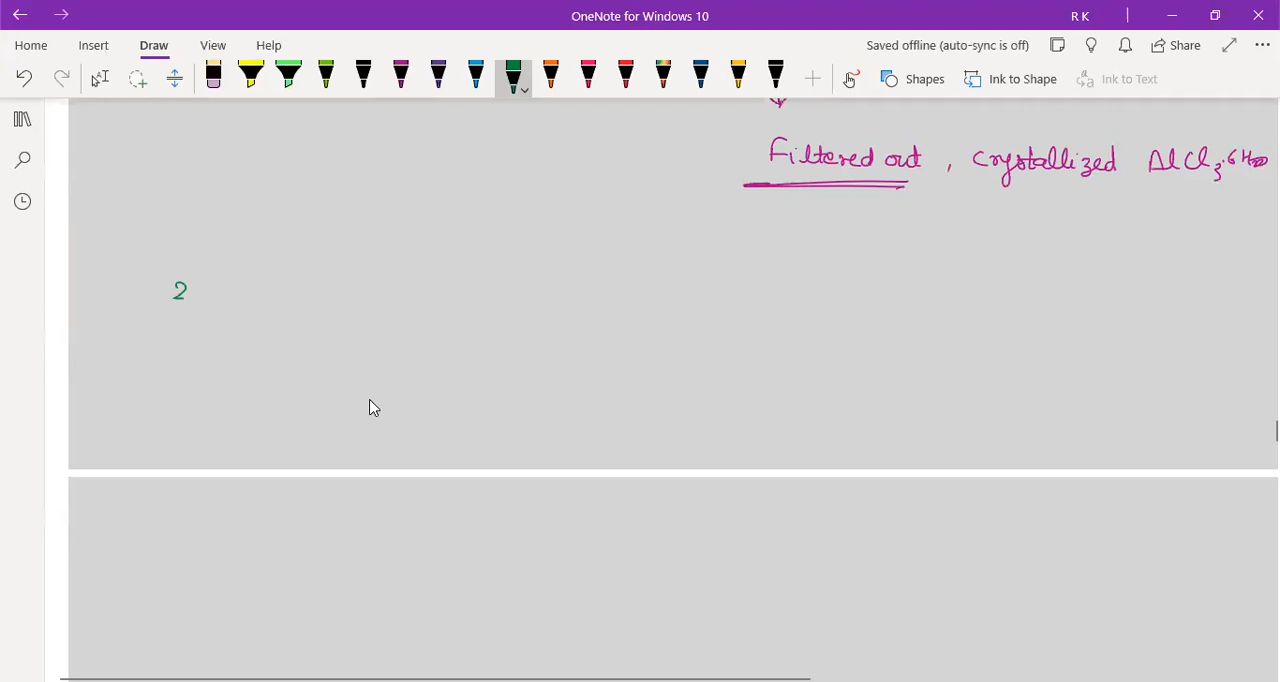 OneNote for Windows 10
R K
Home Insert Draw View Help
Saved offline (auto-sync is off) Share
Shapes Ink to Shape Ink to Text
Filtered out, Crystallized AlCl3.6H2O
2